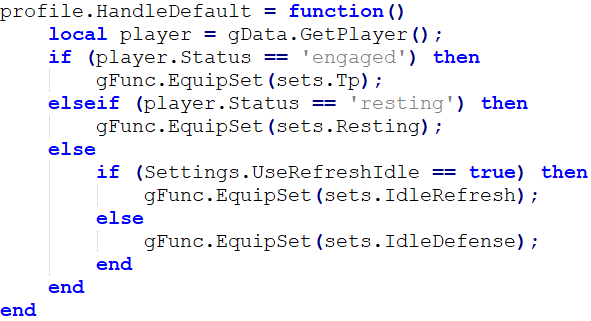 profile.HandleDefault = function()
    local player = gData.GetPlayer();
    if (player.Status == 'engaged') then
        gFunc.EquipSet(sets.Tp);
    elseif (player.Status == 'resting') then
        gFunc.EquipSet(sets.Resting);
    else
        if (Settings.UseRefreshIdle == true) then
            gFunc.EquipSet(sets.IdleRefresh);
        else
            gFunc.EquipSet(sets.IdleDefense);
        end
    end
end